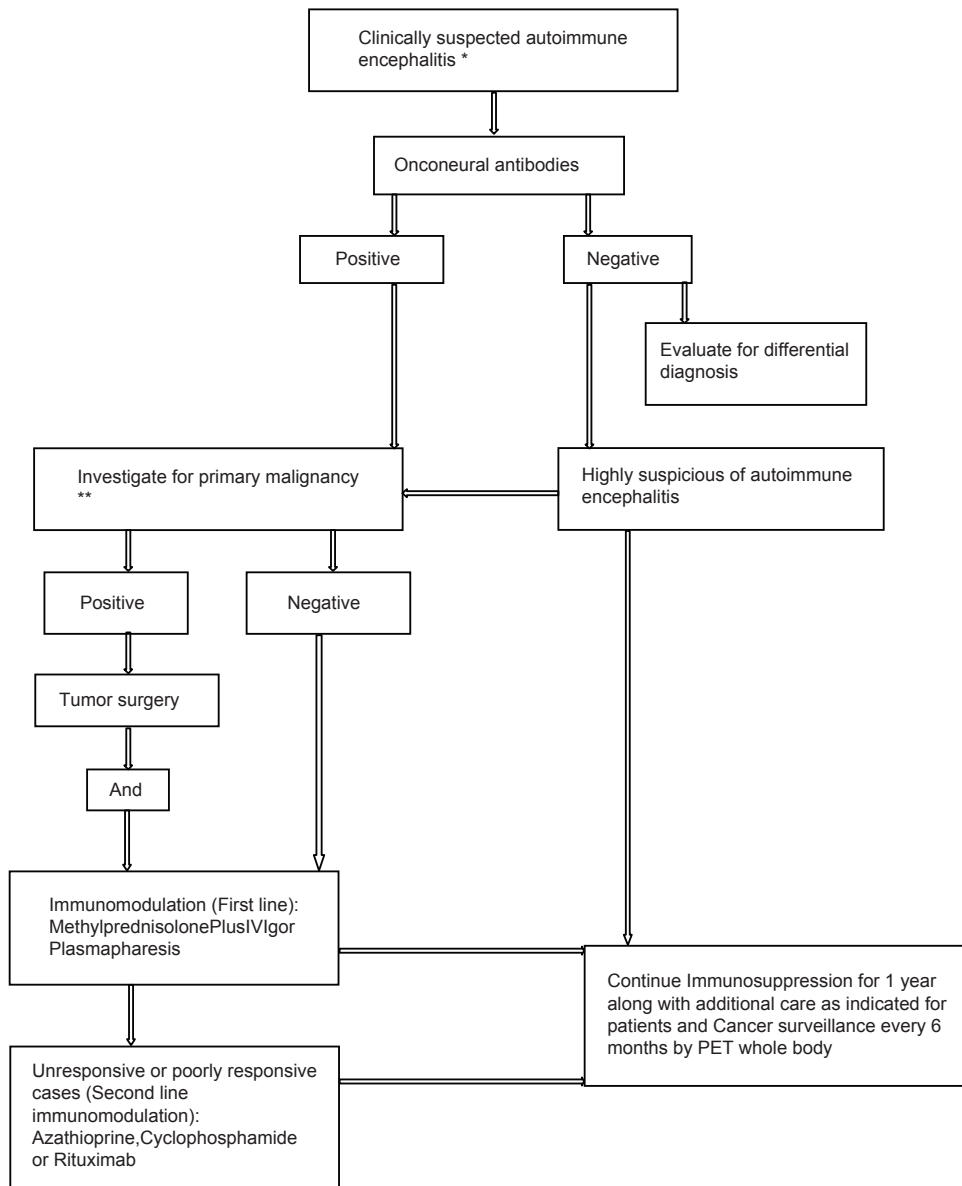 Clinically suspected autoimmune
encephalitis *
Onconeural antibodies
Positive
Negative
Evaluate for differential
diagnosis
Investigate for primary malignancy
**
Highly suspicious of autoimmune
encephalitis
Positive
Negative
Tumor surgery
And
Immunomodulation (First line):
MethylprednisolonePlusIVIgor
Plasmapharesis
Continue Immunosuppression for 1 year
along with additional care as indicated for
patients and Cancer surveillance every 6
months by PET whole body
Unresponsive or poorly responsive
cases (Second line
immunomodulation):
Azathioprine,Cyclophosphamide
or Rituximab